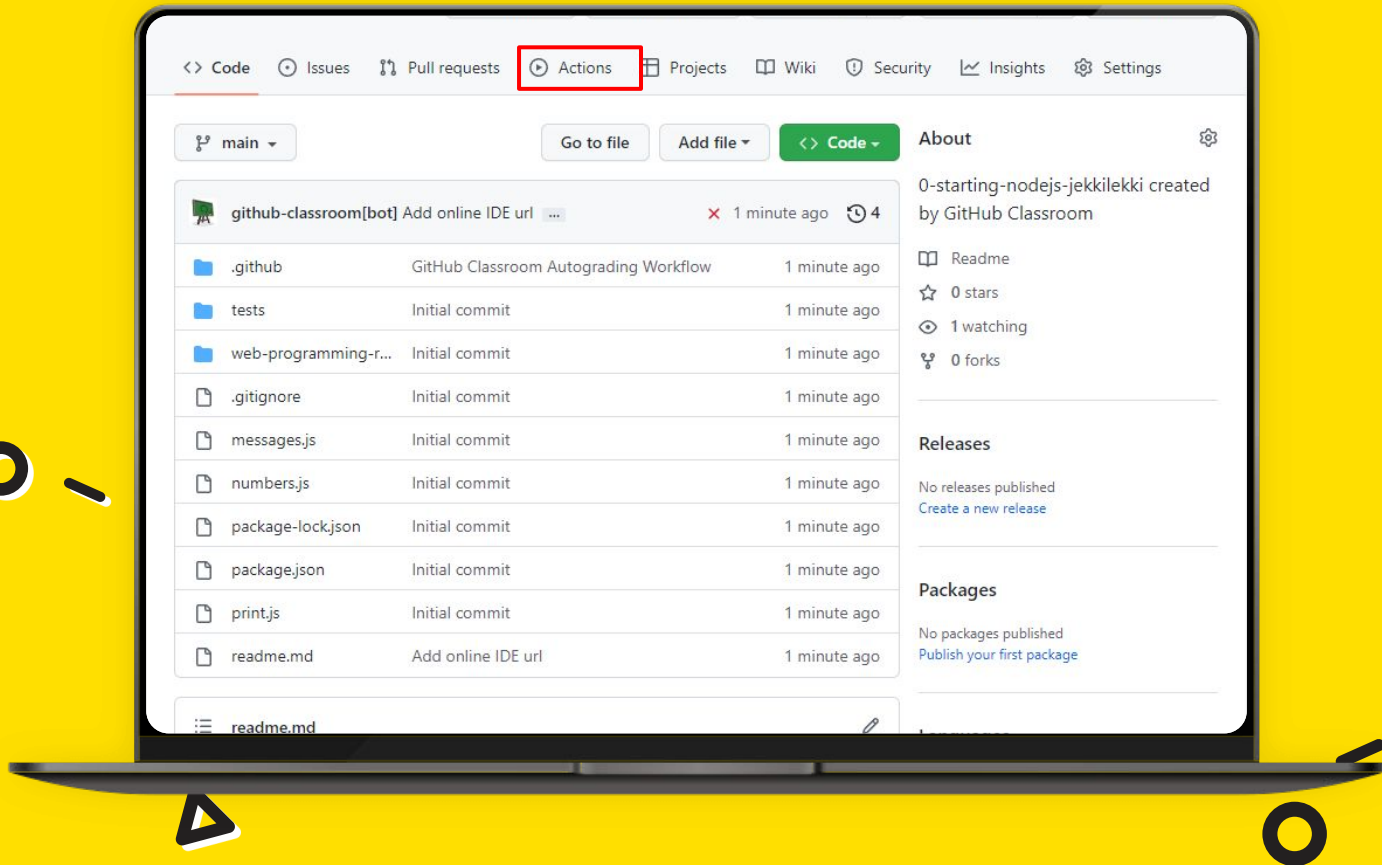 <> Code Issues Pull requests Actions Projects Wiki Security Insights Settings
main Go to file Add file <> Code
github-classroom[bot] Add online IDE url ... 1 minute ago 4
.github GitHub Classroom Autograding Workflow 1 minute ago
tests Initial commit 1 minute ago
web-programming-r... Initial commit 1 minute ago
.gitignore Initial commit 1 minute ago
messages.js Initial commit 1 minute ago
numbers.js Initial commit 1 minute ago
package-lock.json Initial commit 1 minute ago
package.json Initial commit 1 minute ago
print.js Initial commit 1 minute ago
readme.md Add online IDE url 1 minute ago
readme.md
About
0-starting-nodejs-jekkilekki created
by GitHub Classroom
Readme
0 stars
1 watching
0 forks
Releases
No releases published
Create a new release
Packages
No packages published
Publish your first package